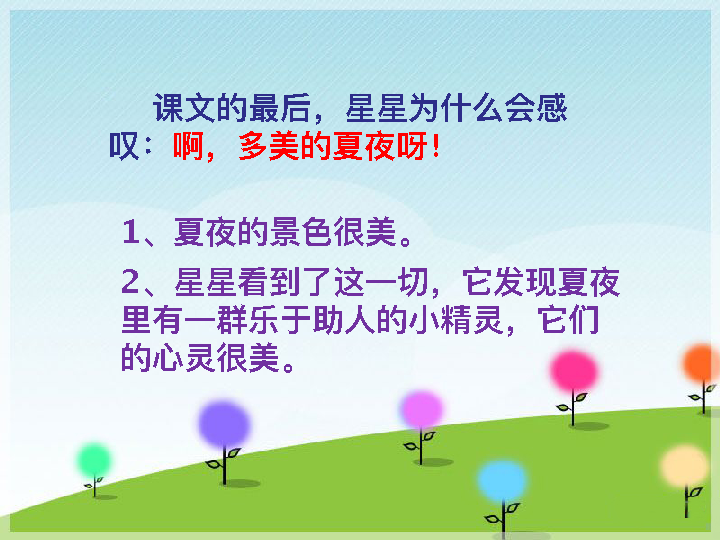 课文的最后，星星为什么会感
叹：啊，多美的夏夜呀！
1、夏夜的景色很美。
2、星星看到了这一切，它发现夏夜
里有一群乐于助人的小精灵，它们
的心灵很美。